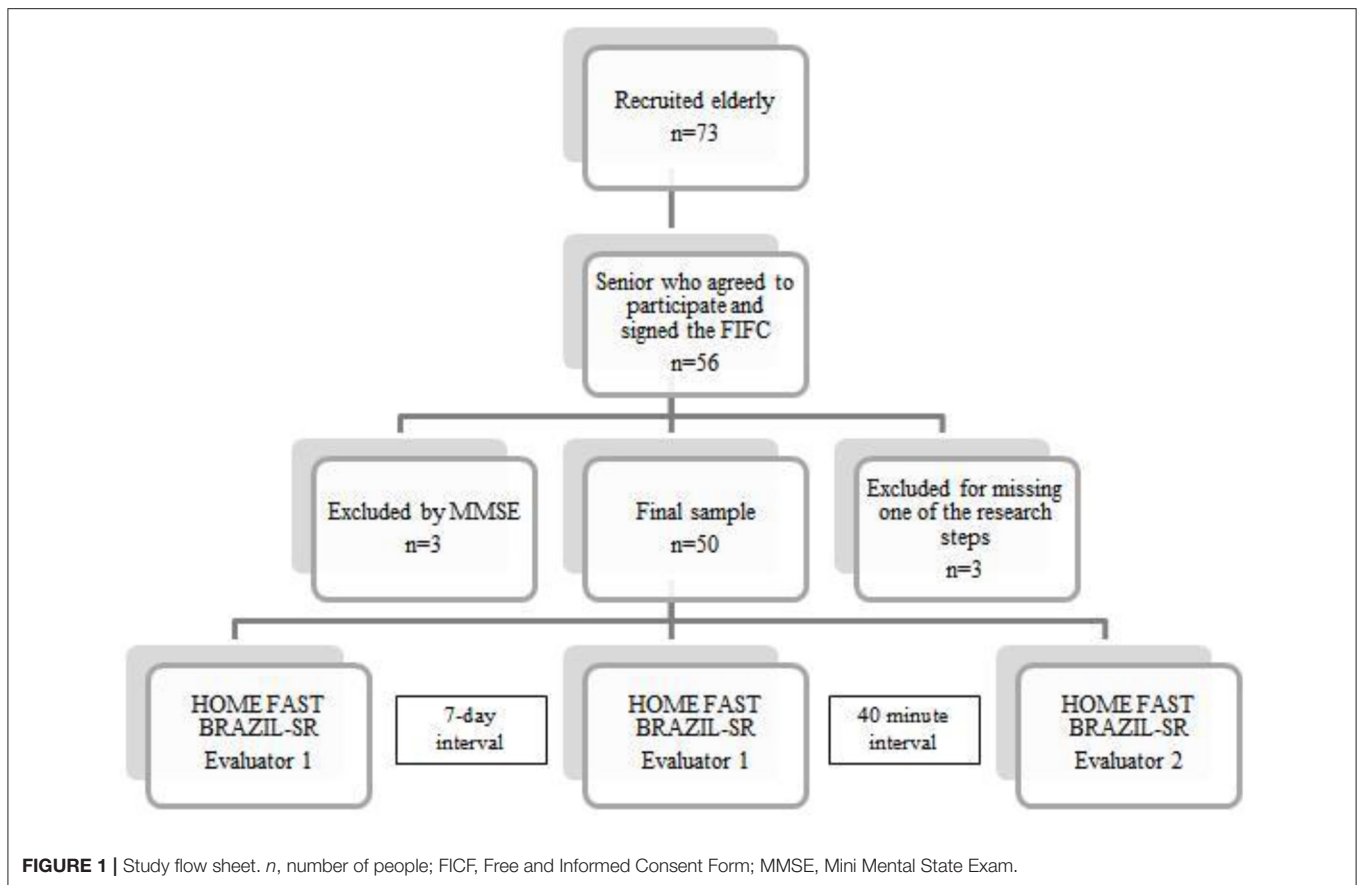 Recruited elderly
n=73
Senior who agreed to
participate and
signed the FIFC
n=56
Excluded by MMSE
n=3
Final sample
n=50
Excluded for missing
one of the research
steps
n=3
HOME FAST
BRAZIL-SR
Evaluator 1
7-day
interval
HOME FAST
BRAZIL-SR
Evaluator 1
40 minute
interval
HOME FAST
BRAZIL-SR
Evaluator 2
FIGURE 1 | Study flow sheet. n, number of people; FICF, Free and Informed Consent Form; MMSE, Mini Mental State Exam.